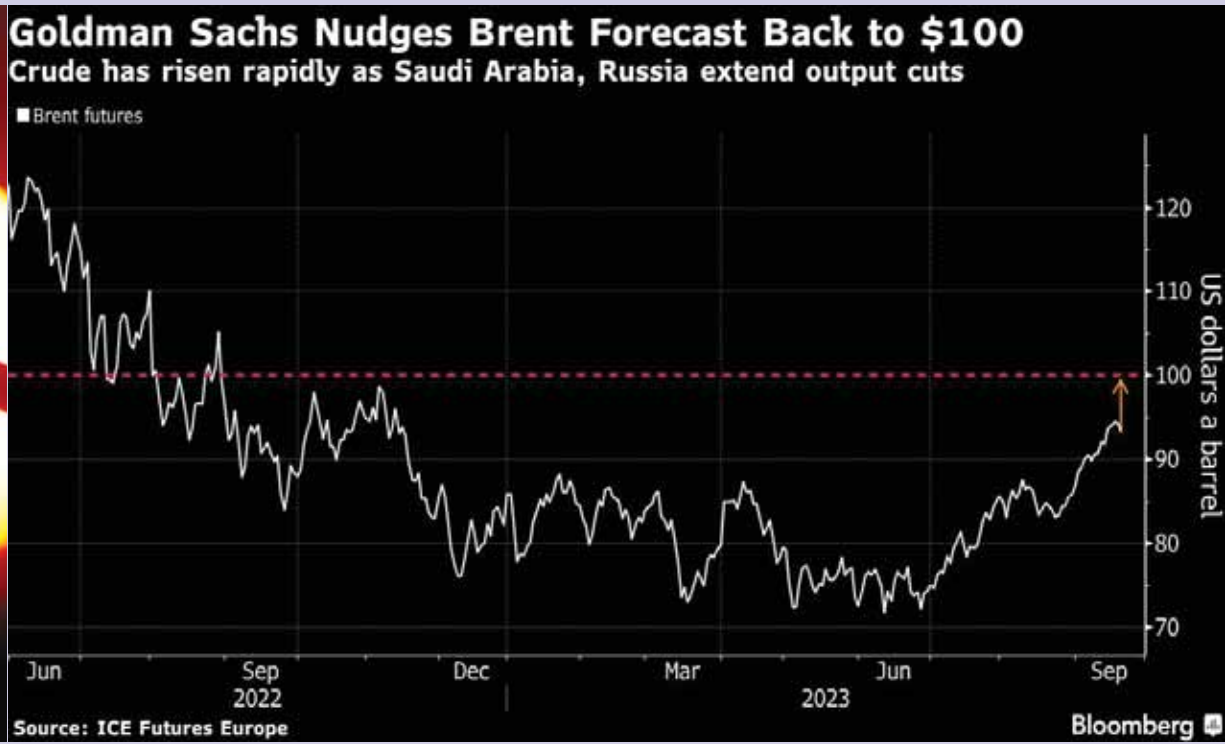 Goldman Sachs Nudges Brent Forecast Back to $100
Crude has risen rapidly as Saudi Arabia, Russia extend output cuts
Brent futures
120
110
100
90
80
70
US dollars a barrel
Jun Sep Dec Mar Jun Sep
2022 2023
Source: ICE Futures Europe
Bloomberg